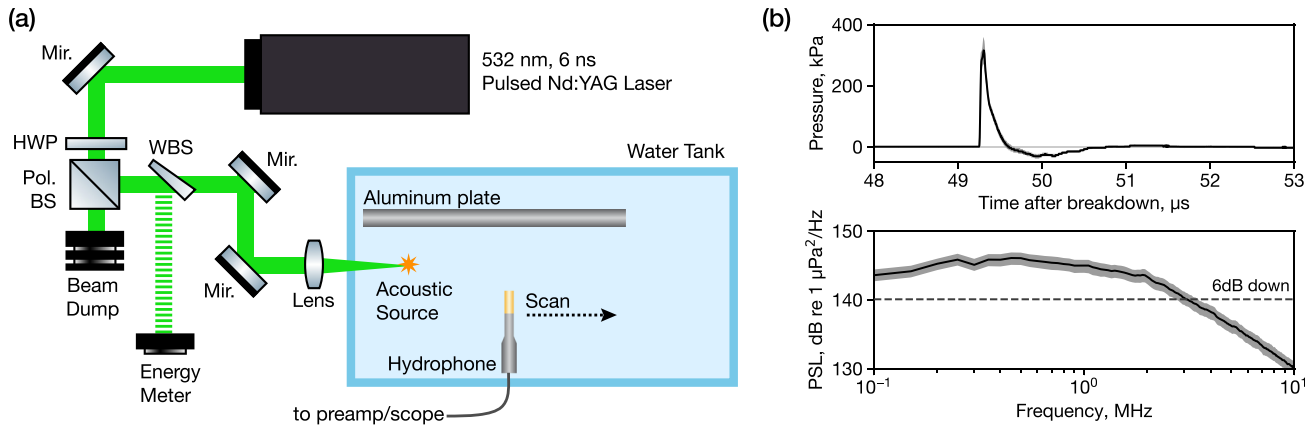 (a)
Mir.
532 nm, 6 ns
Pulsed Nd:YAG Laser
HWP
WBS
Mir.
Pol.
BS
Water Tank
Aluminum plate
Beam
Dump
Mir.
Lens
Acoustic
Source
Scan
Hydrophone
Energy
Meter
to preamp/scope
(b)
Pressure, kPa
400
200
0
48
49
50
51
52
53
Time after breakdown, µs
PSL, dB re 1 µPa²/Hz
150
140
130
6dB down
10⁻¹
10⁰
10¹
Frequency, MHz